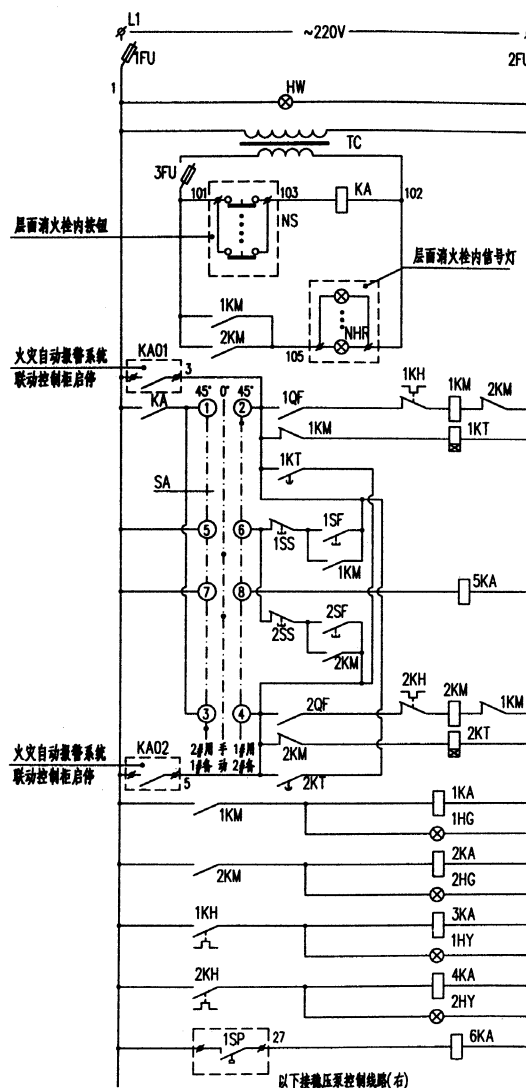 L1
~220V
1FU
2FU
1
HW
TC
3FU
101
103
KA
102
NS
层面消火栓内按钮
层面消火栓内信号灯
1KM
2KM
NHR
105
火灾自动报警系统
联动控制柜启停
KA01
3
KA
45° 0° 45°
1
2
1QF
1KH
1KM
2KM
1KM
1KT
1KT
SA
5
6
1SS
1SF
1KM
7
8
5KA
2SS
2SF
2KM
3
4
2QF
2KH
2KM
1KM
2KM
2KT
2#用
1#备
手动
1#用
2#备
火灾自动报警系统
联动控制柜启停
KA02
5
2KT
1KM
1KA
1HG
2KM
2KA
2HG
1KH
3KA
1HY
2KH
4KA
2HY
1SP
27
6KA
以下接稳压泵控制线路(右)